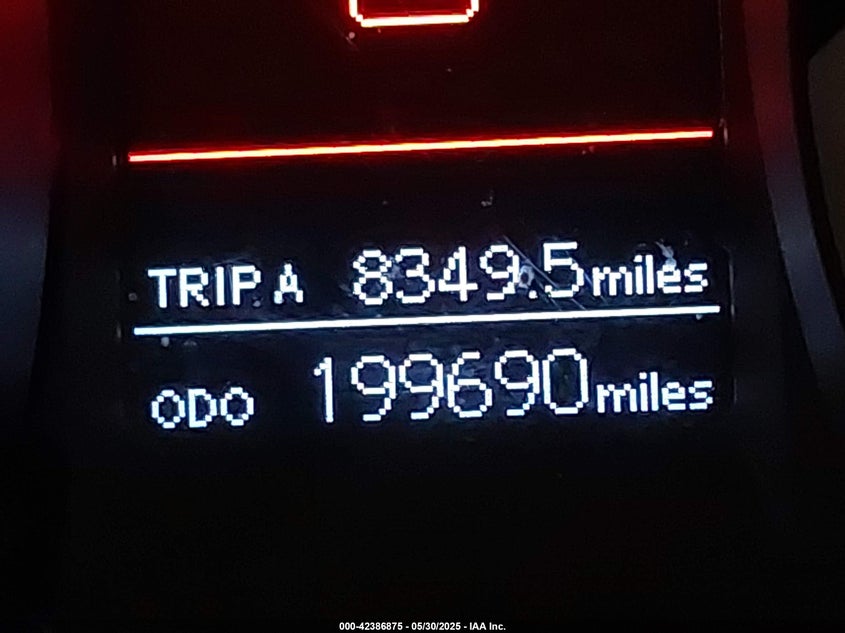 TRIP A 8349.5 miles
ODO 199690 miles
000-42386875 - 05/30/2025 - IAA Inc.